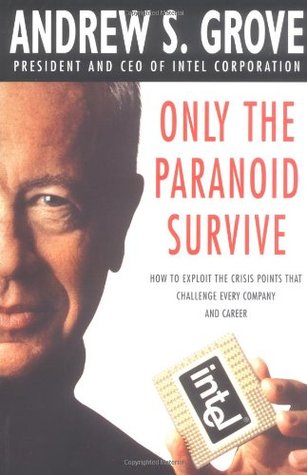 ANDREW S. GROVE
PRESIDENT AND CEO OF INTEL CORPORATION
ONLY THE
PARANOID
SURVIVE
HOW TO EXPLOIT THE CRISIS POINTS THAT
CHALLENGE EVERY COMPANY
AND CAREER
intel